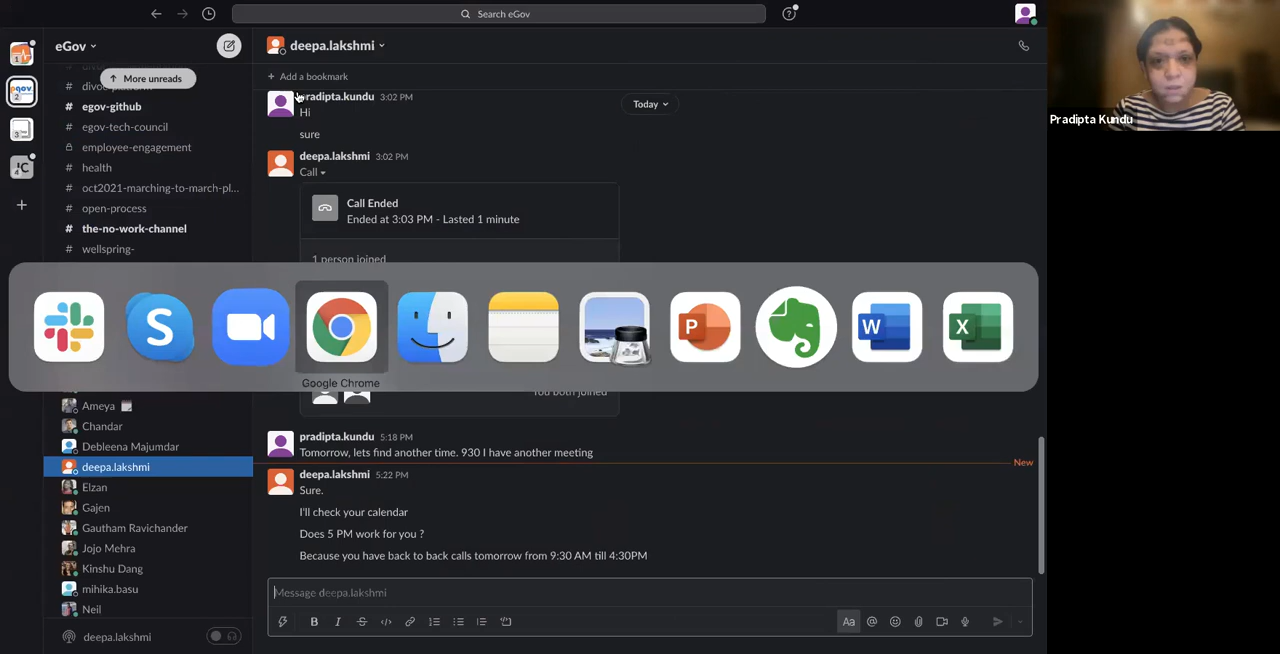 Search eGov
eGov
More unreads
egov-github
egov-tech-council
employee-engagement
health
oct2021-marching-to-march-pl...
open-process
the-no-work-channel
wellspring-
Ameya
Chandar
Debleena Majumdar
deepa.lakshmi
Elzan
Gajen
Gautham Ravichander
Jojo Mehra
Kinshu Dang
mihika.basu
Neil
deepa.lakshmi
deepa.lakshmi
+ Add a bookmark
Today
pradipta.kundu 3:02 PM
Hi
sure
deepa.lakshmi 3:02 PM
Call
Call Ended
Ended at 3:03 PM - Lasted 1 minute
1 person joined
Google Chrome
You both joined
pradipta.kundu 5:18 PM
Tomorrow, lets find another time. 930 I have another meeting
New
deepa.lakshmi 5:22 PM
Sure.
I'll check your calendar
Does 5 PM work for you ?
Because you have back to back calls tomorrow from 9:30 AM till 4:30PM
Message deepa.lakshmi
Pradipta Kundu